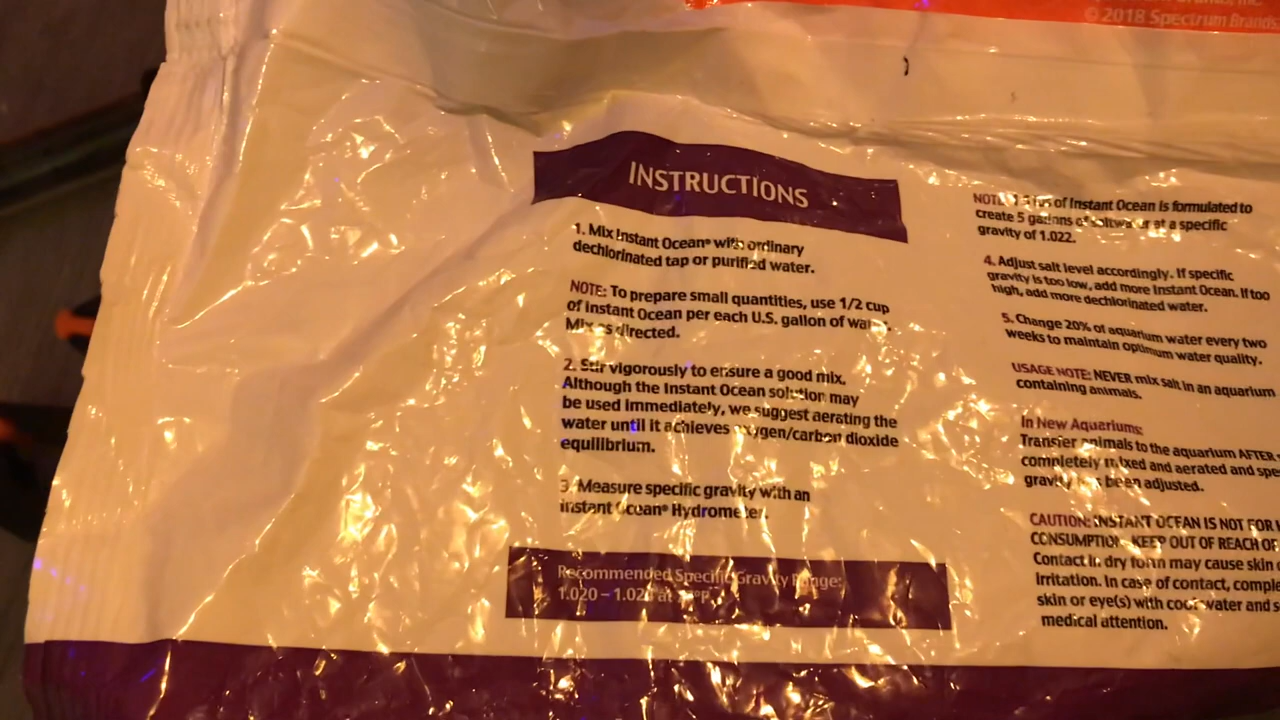 © 2018 Spectrum Brands
INSTRUCTIONS
1. Mix Instant Ocean® with ordinary
dechlorinated tap or purified water.
NOTE: To prepare small quantities, use 1/2 cup
of Instant Ocean per each U.S. gallon of water.
Mix as directed.
2. Stir vigorously to ensure a good mix.
Although the Instant Ocean solution may
be used immediately, we suggest aerating the
water until it achieves oxygen/carbon dioxide
equilibrium.
3. Measure specific gravity with an
Instant Ocean® Hydrometer.
Recommended Specific Gravity Range:
1.020 – at
NOTE: of Instant Ocean is formulated to
create 5 gallons of saltwater at a specific
gravity of 1.022.
4. Adjust salt level accordingly. If specific
gravity is too low, add more Instant Ocean. If too
high, add more dechlorinated water.
5. Change 20% of aquarium water every two
weeks to maintain optimum water quality.
USAGE NOTE: NEVER mix salt in an aquarium
containing animals.
In New Aquariums:
Transfer animals to the aquarium AFTER
completely mixed and aerated and spe
gravity has been adjusted.
CAUTION: INSTANT OCEAN IS NOT FOR
CONSUMPTION. KEEP OUT OF REACH OF
Contact in dry form may cause skin
irritation. In case of contact, comple
skin or eye(s) with cool water and s
medical attention.